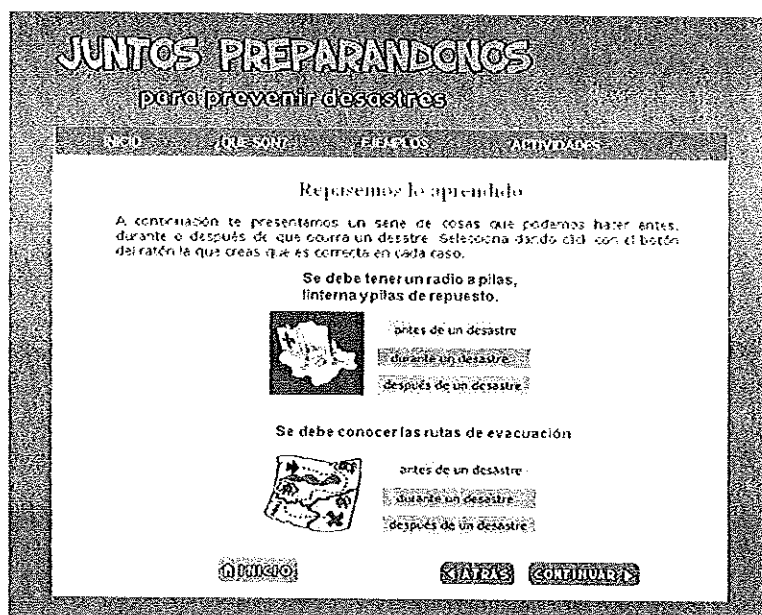 JUNTOS PREPARANDONOS
para prevenir desastres
INICIO ¿QUE SON? EJEMPLOS ACTIVIDADES
Repasemos lo aprendido
A continuación te presentamos un serie de cosas que podemos hacer antes,
durante o después de que ocurra un desatre. Selecciona dando click con el botón
del ratón la que creas que es correcta en cada caso.
Se debe tener un radio a pilas,
linterna y pilas de repuesto.
antes de un desastre
durante un desastre
después de un desastre
Se debe conocer las rutas de evacuación
antes de un desastre
durante un desastre
después de un desastre
INICIO ATRAS CONTINUAR